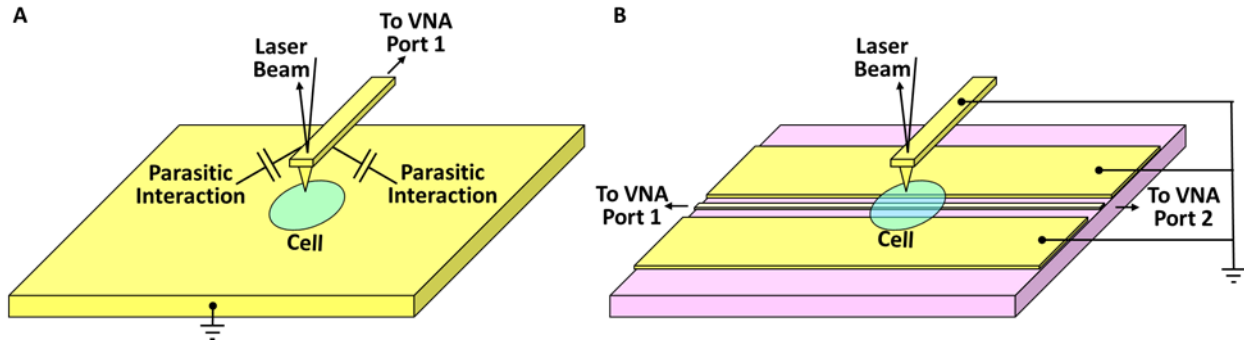 A
To VNA
Port 1
Laser
Beam
Parasitic
Interaction
Parasitic
Interaction
Cell
B
Laser
Beam
To VNA
Port 1
To VNA
Port 2
Cell